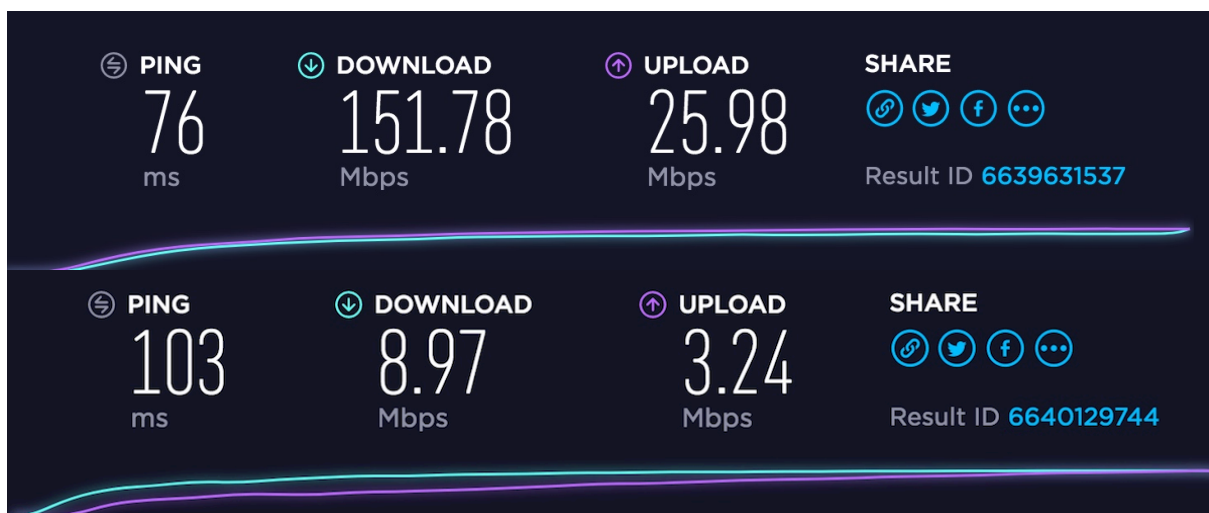 PING DOWNLOAD UPLOAD SHARE
76 151.78 25.98
ms Mbps Mbps Result ID 6639631537
PING DOWNLOAD UPLOAD SHARE
103 8.97 3.24
ms Mbps Mbps Result ID 6640129744